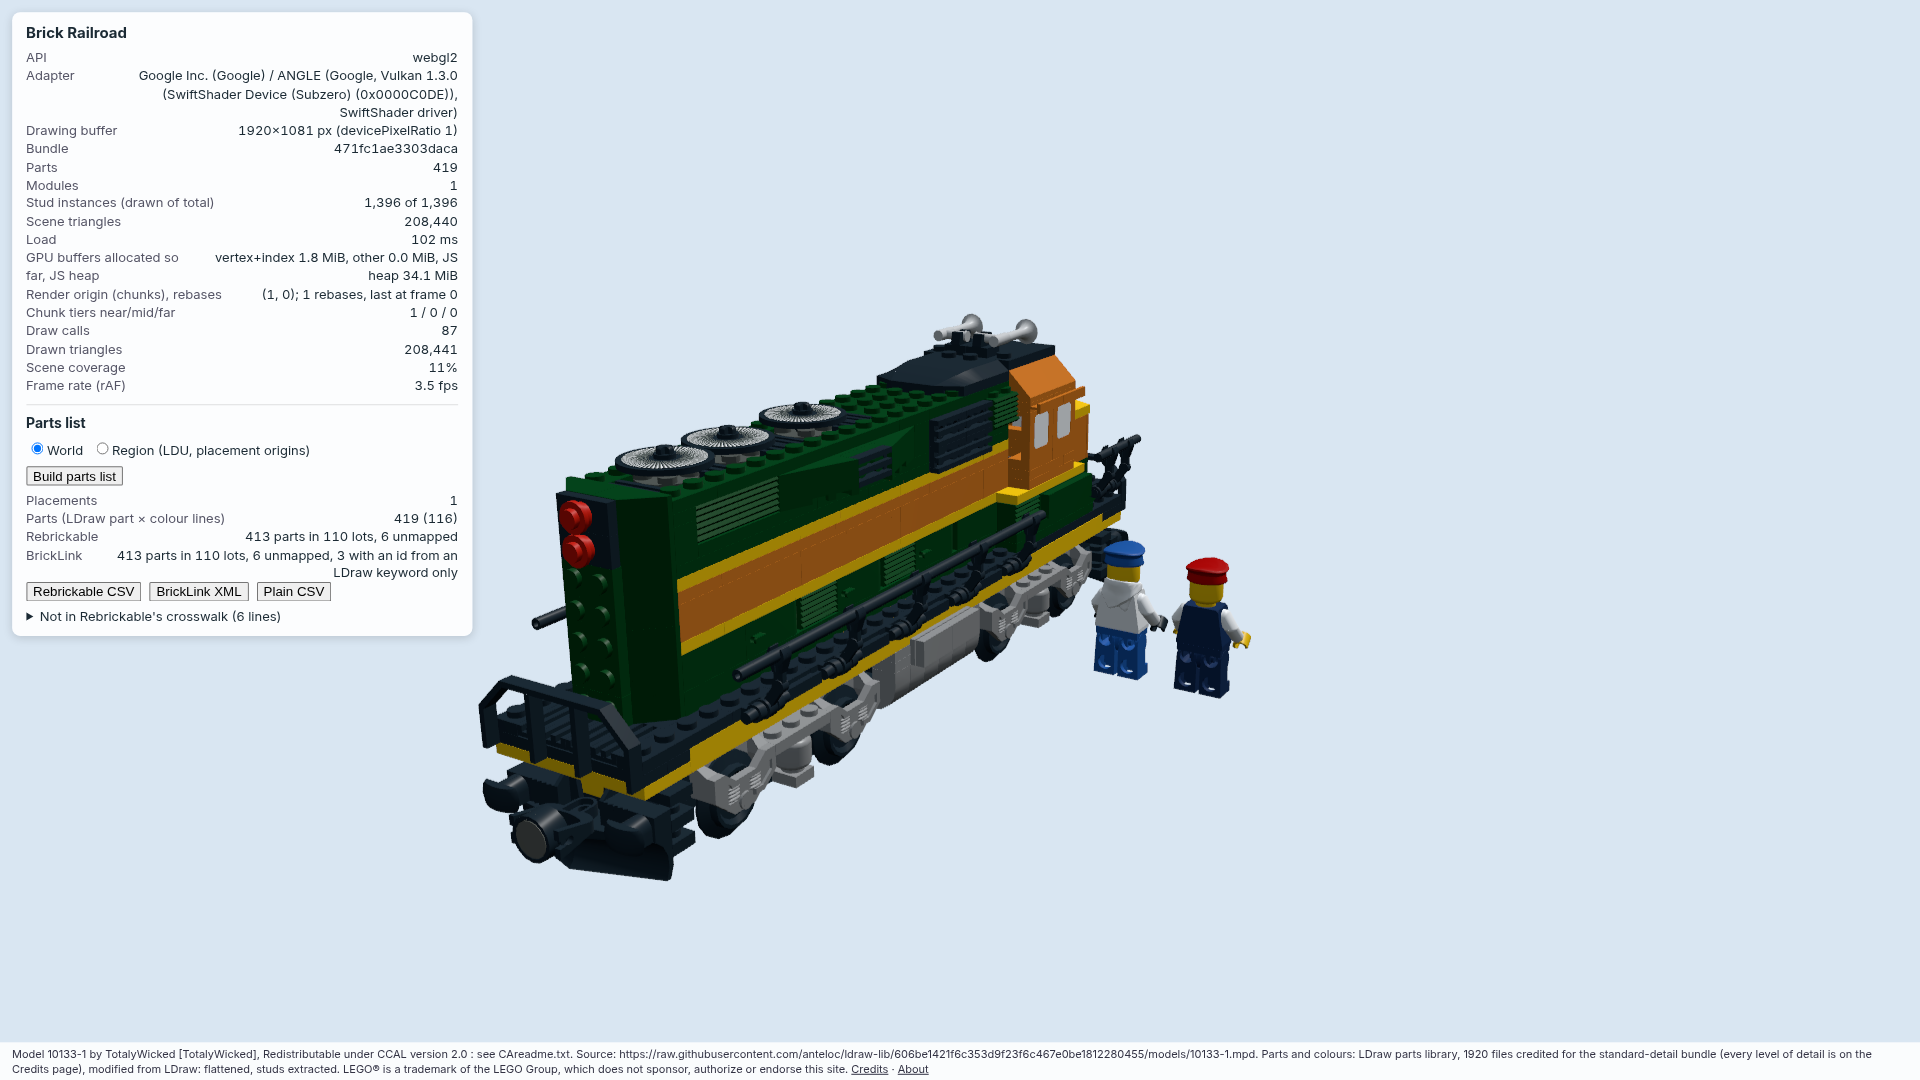 Brick Railroad
API webgl2
Adapter Google Inc. (Google) / ANGLE (Google, Vulkan 1.3.0
(SwiftShader Device (Subzero) (0x0000C0DE)),
SwiftShader driver)
Drawing buffer 1920×1081 px (devicePixelRatio 1)
Bundle 471fc1ae3303daca
Parts 419
Modules 1
Stud instances (drawn of total) 1,396 of 1,396
Scene triangles 208,440
Load 102 ms
GPU buffers allocated so vertex+index 1.8 MiB, other 0.0 MiB, JS
far, JS heap heap 34.1 MiB
Render origin (chunks), rebases (1, 0); 1 rebases, last at frame 0
Chunk tiers near/mid/far 1 / 0 / 0
Draw calls 87
Drawn triangles 208,441
Scene coverage 11%
Frame rate (rAF) 3.5 fps
Parts list
World Region (LDU, placement origins)
Build parts list
Placements 1
Parts (LDraw part × colour lines) 419 (116)
Rebrickable 413 parts in 110 lots, 6 unmapped
BrickLink 413 parts in 110 lots, 6 unmapped, 3 with an id from an
LDraw keyword only
Rebrickable CSV BrickLink XML Plain CSV
▶ Not in Rebrickable's crosswalk (6 lines)
Model 10133-1 by TotalyWicked [TotalyWicked], Redistributable under CCAL version 2.0 : see CAreadme.txt. Source: https://raw.githubusercontent.com/anteloc/ldraw-lib/606be1421f6c353d9f23f6c467e0be1812280455/models/10133-1.mpd. Parts and colours: LDraw parts library, 1920 files credited for the standard-detail bundle (every level of detail is on the
Credits page), modified from LDraw: flattened, studs extracted. LEGO® is a trademark of the LEGO Group, which does not sponsor, authorize or endorse this site. Credits · About